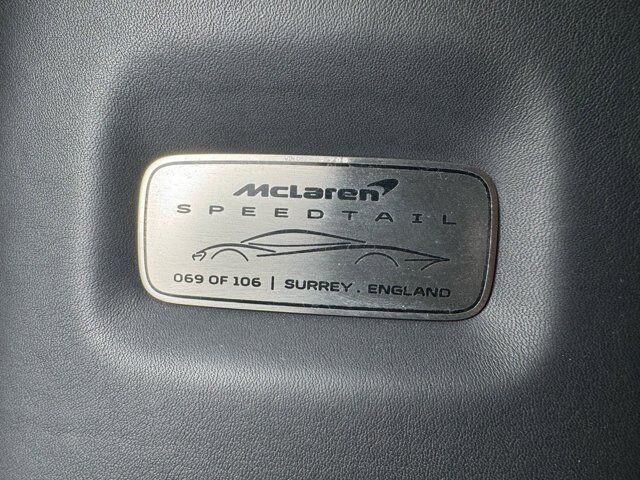 McLaren
SPEEDTAIL
069 OF 106 | SURREY . ENGLAND